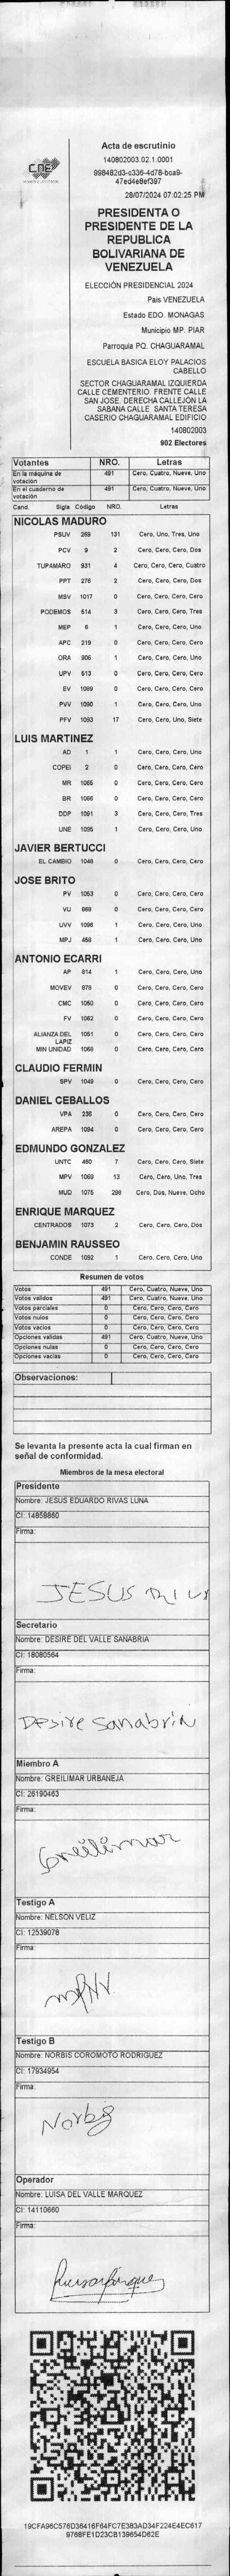 Acta de escrutinio
140802003.02.1.0001
998482d3-c336-4d78-bca9-
47ed4e8ef397
28/07/2024 07:02:25 PM
CNE
PRESIDENTA O
PRESIDENTE DE LA
REPUBLICA
BOLIVARIANA DE
VENEZUELA
ELECCIÓN PRESIDENCIAL 2024
Pais VENEZUELA
Estado EDO. MONAGAS
Municipio MP. PIAR
Parroquia PQ. CHAGUARAMAL
ESCUELA BASICA ELOY PALACIOS
CABELLO
SECTOR CHAGUARAMAL IZQUIERDA
CALLE CEMENTERIO. FRENTE CALLE
SAN JOSE. DERECHA CALLEJÓN LA
SABANA CALLE SANTA TERESA
CASERIO CHAGUARAMAL EDIFICIO
140802003
902 Electores
Votantes NRO. Letras
En la máquina de votación 491 Cero, Cuatro, Nueve, Uno
En el cuaderno de votación 491 Cero, Cuatro, Nueve, Uno
Cand. Sigla Código NRO. Letras
NICOLAS MADURO
PSUV 269 131 Cero, Uno, Tres, Uno
PCV 9 2 Cero, Cero, Cero, Dos
TUPAMARO 931 4 Cero, Cero, Cero, Cuatro
PPT 276 2 Cero, Cero, Cero, Dos
MSV 1017 0 Cero, Cero, Cero, Cero
PODEMOS 514 3 Cero, Cero, Cero, Tres
MEP 6 1 Cero, Cero, Cero, Uno
APC 219 0 Cero, Cero, Cero, Cero
ORA 906 1 Cero, Cero, Cero, Uno
UPV 513 0 Cero, Cero, Cero, Cero
EV 1089 0 Cero, Cero, Cero, Cero
PVV 1090 1 Cero, Cero, Cero, Uno
PFV 1093 17 Cero, Cero, Uno, Siete
LUIS MARTINEZ
AD 1 1 Cero, Cero, Cero, Uno
COPEI 2 0 Cero, Cero, Cero, Cero
MR 1065 0 Cero, Cero, Cero, Cero
BR 1066 0 Cero, Cero, Cero, Cero
DDP 1091 3 Cero, Cero, Cero, Tres
UNE 1095 1 Cero, Cero, Cero, Uno
JAVIER BERTUCCI
EL CAMBIO 1048 0 Cero, Cero, Cero, Cero
JOSE BRITO
PV 1053 0 Cero, Cero, Cero, Cero
VU 868 0 Cero, Cero, Cero, Cero
UVV 1096 1 Cero, Cero, Cero, Uno
MPJ 458 1 Cero, Cero, Cero, Uno
ANTONIO ECARRI
AP 814 1 Cero, Cero, Cero, Uno
MOVEV 978 0 Cero, Cero, Cero, Cero
CMC 1050 0 Cero, Cero, Cero, Cero
FV 1062 0 Cero, Cero, Cero, Cero
ALIANZA DEL LAPIZ 1051 0 Cero, Cero, Cero, Cero
MIN UNIDAD 1068 0 Cero, Cero, Cero, Cero
CLAUDIO FERMIN
SPV 1049 0 Cero, Cero, Cero, Cero
DANIEL CEBALLOS
VPA 236 0 Cero, Cero, Cero, Cero
AREPA 1094 0 Cero, Cero, Cero, Cero
EDMUNDO GONZALEZ
UNTC 460 7 Cero, Cero, Cero, Siete
MPV 1069 13 Cero, Cero, Uno, Tres
MUD 1075 298 Cero, Dos, Nueve, Ocho
ENRIQUE MARQUEZ
CENTRADOS 1073 2 Cero, Cero, Cero, Dos
BENJAMIN RAUSSEO
CONDE 1092 1 Cero, Cero, Cero, Uno
Resumen de votos
Votos 491 Cero, Cuatro, Nueve, Uno
Votos validos 491 Cero, Cuatro, Nueve, Uno
Votos parciales 0 Cero, Cero, Cero, Cero
Votos nulos 0 Cero, Cero, Cero, Cero
Votos vacios 0 Cero, Cero, Cero, Cero
Opciones validas 491 Cero, Cuatro, Nueve, Uno
Opciones nulas 0 Cero, Cero, Cero, Cero
Opciones vacias 0 Cero, Cero, Cero, Cero
Observaciones:
Se levanta la presente acta la cual firman en
señal de conformidad.
Miembros de la mesa electoral
Presidente
Nombre: JESUS EDUARDO RIVAS LUNA
CI: 14858860
Firma:
JESUS
Secretario
Nombre: DESIRE DEL VALLE SANABRIA
CI: 18080564
Firma:
Desire Sanabria
Miembro A
Nombre: GREILIMAR URBANEJA
CI: 26190463
Firma:
Greilimar
Testigo A
Nombre: NELSON VELIZ
CI: 12539078
Firma:
Testigo B
Nombre: NORBIS COROMOTO RODRIGUEZ
CI: 17934954
Firma:
Norbis
Operador
Nombre: LUISA DEL VALLE MARQUEZ
CI: 14110660
Firma:
Luisa Márquez
19CFA96C576D36416F64FC7E383AD34F224E4EC617
9768FE1D23CB139654D62E